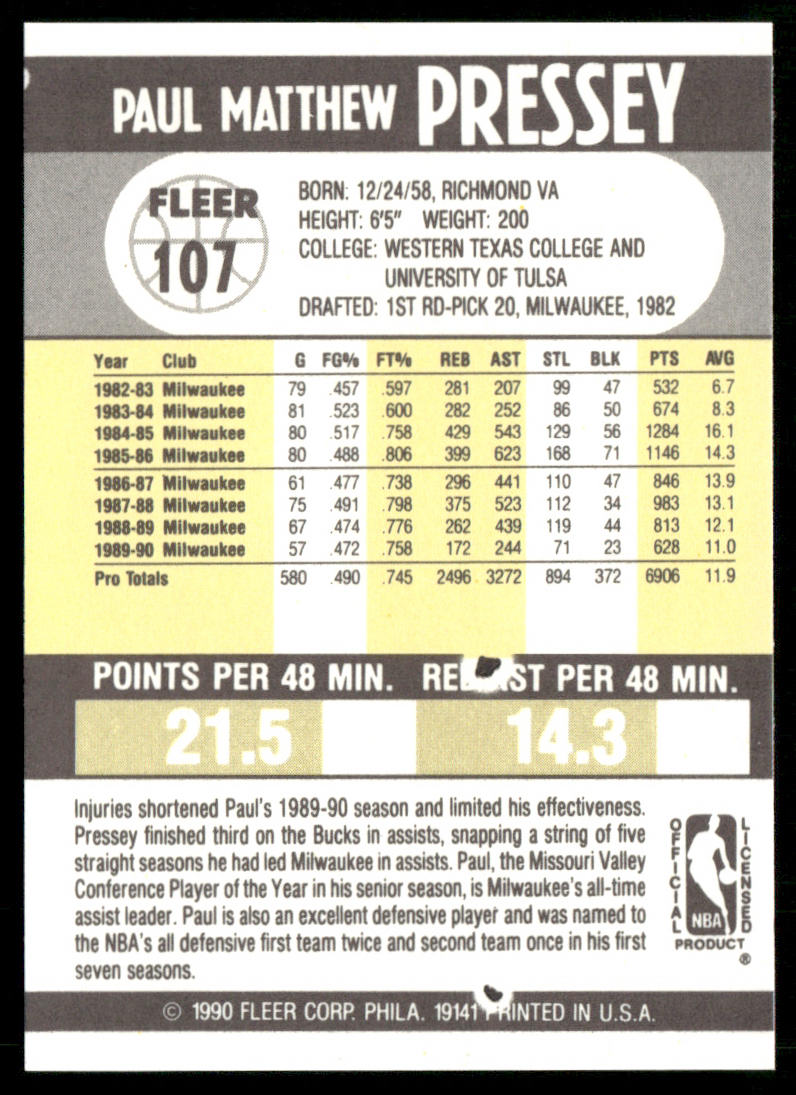 PAUL MATTHEW PRESSEY
FLEER
107
BORN: 12/24/58, RICHMOND VA
HEIGHT: 6'5" WEIGHT: 200
COLLEGE: WESTERN TEXAS COLLEGE AND
UNIVERSITY OF TULSA
DRAFTED: 1ST RD-PICK 20, MILWAUKEE, 1982
Year Club G FG% FT% REB AST STL BLK PTS AVG
1982-83 Milwaukee 79 .457 .597 281 207 99 47 532 6.7
1983-84 Milwaukee 81 .523 .600 282 252 86 50 674 8.3
1984-85 Milwaukee 80 .517 .758 429 543 129 56 1284 16.1
1985-86 Milwaukee 80 .488 .806 399 623 168 71 1146 14.3
1986-87 Milwaukee 61 .477 .738 296 441 110 47 846 13.9
1987-88 Milwaukee 75 .491 .798 375 523 112 34 983 13.1
1988-89 Milwaukee 67 .474 .776 262 439 119 44 813 12.1
1989-90 Milwaukee 57 .472 .758 172 244 71 23 628 11.0
Pro Totals 580 .490 .745 2496 3272 894 372 6906 11.9
POINTS PER 48 MIN. PER 48 MIN.
21.5 14.3
Injuries shortened Paul's 1989-90 season and limited his effectiveness.
Pressey finished third on the Bucks in assists, snapping a string of five
straight seasons he had led Milwaukee in assists. Paul, the Missouri Valley
Conference Player of the Year in his senior season, is Milwaukee's all-time
assist leader. Paul is also an excellent defensive player and was named to
the NBA's all defensive first team twice and second team once in his first
seven seasons.
OFFICIAL LICENSED
NBA
PRODUCT
®
© 1990 FLEER CORP. PHILA. 19141 PRINTED IN U.S.A.